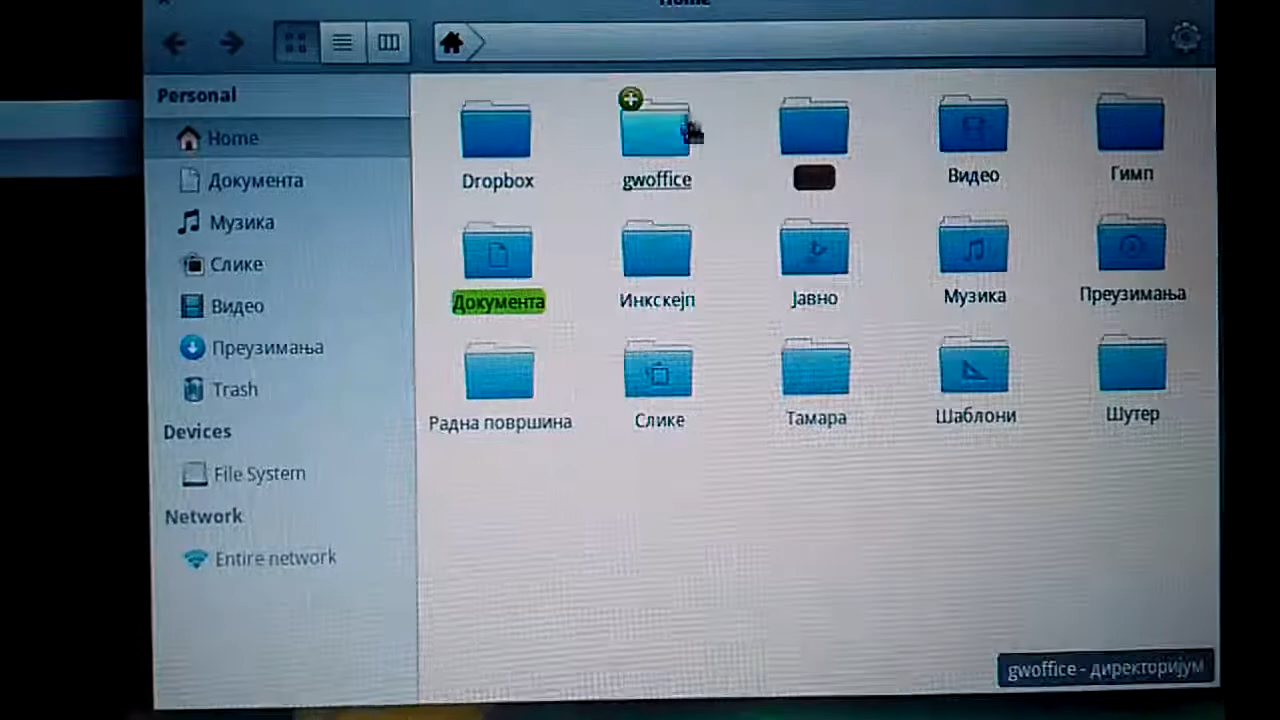 Home
Personal
Home
Документа
Музика
Слике
Видео
Преузимања
Trash
Devices
File System
Network
Entire network
Dropbox
gwoffice
Видео
Гимп
Документа
Инкскејп
Јавно
Музика
Преузимања
Радна површина
Слике
Тамара
Шаблони
Шутер
gwoffice - директоријум